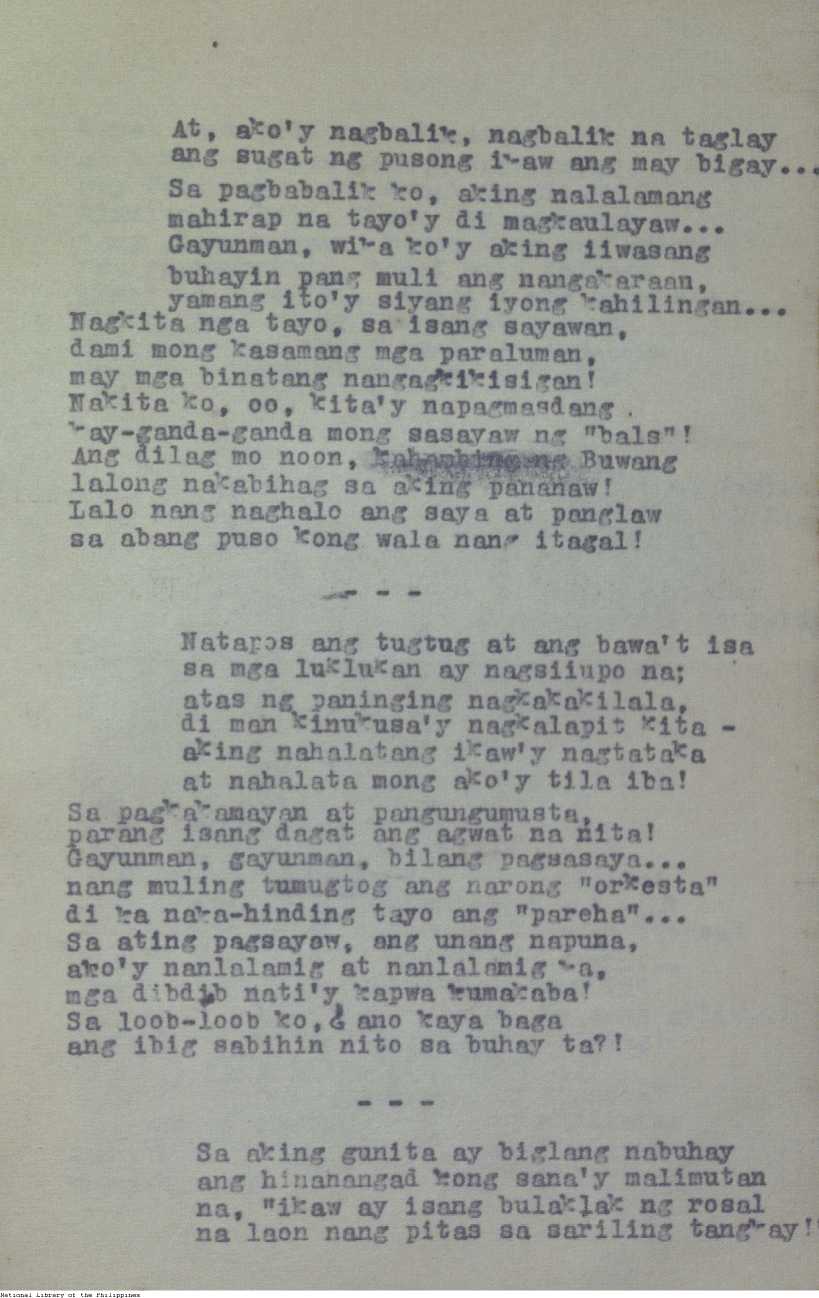 At, ako'y nagbalik, nagbalik na taglay
ang sugat ng pusong ikaw ang may bigay...
Sa pagbabalik ko, aking nalalamang
mahirap na tayo'y di magkaulayaw...
Gayunman, wika ko'y aking iiwasang
buhayin pang muli ang nangakaraan,
yamang ito'y siyang iyong kahilingan...
Nagkita nga tayo, sa isang sayawan,
dami mong kasamang mga paraluman,
may mga binatang nangagkikisigan!
Nakita ko, oo, kita'y napagmasdang
kay-ganda-ganda mong sasayaw ng "bals"!
Ang dilag mo noon, Buwang
lalong nakabihag sa aking pananaw!
Lalo nang naghalo ang saya at panglaw
sa abang puso kong wala nang itagal!
- - -
Natapos ang tugtug at ang bawa't isa
sa mga luklukan ay nagsiiupo na;
atas ng paninging nagkakakilala,
di man kinukusa'y nagkalapit kita -
aking nahalatang ikaw'y nagtataka
at nahalata mong ako'y tila iba!
Sa pagkakamayan at pangungumusta,
parang isang dagat ang agwat na nita!
Gayunman, gayunman, bilang pagsasaya...
nang muling tumugtog ang narong "orkesta"
di ka naka-hinding tayo ang "pareha"...
Sa ating pagsayaw, ang unang napuna,
ako'y nanlalamig at nanlalamig ka,
mga dibdib nati'y kapwa kumakaba!
Sa loob-loob ko,¿ ano kaya baga
ang ibig sabihin nito sa buhay ta?!
- - -
Sa aking gunita ay biglang nabuhay
ang hinahangad kong sana'y malimutan
na, "ikaw ay isang bulaklak ng rosal
na laon nang pitas sa sariling tangkay!"
National Library of the Philippines